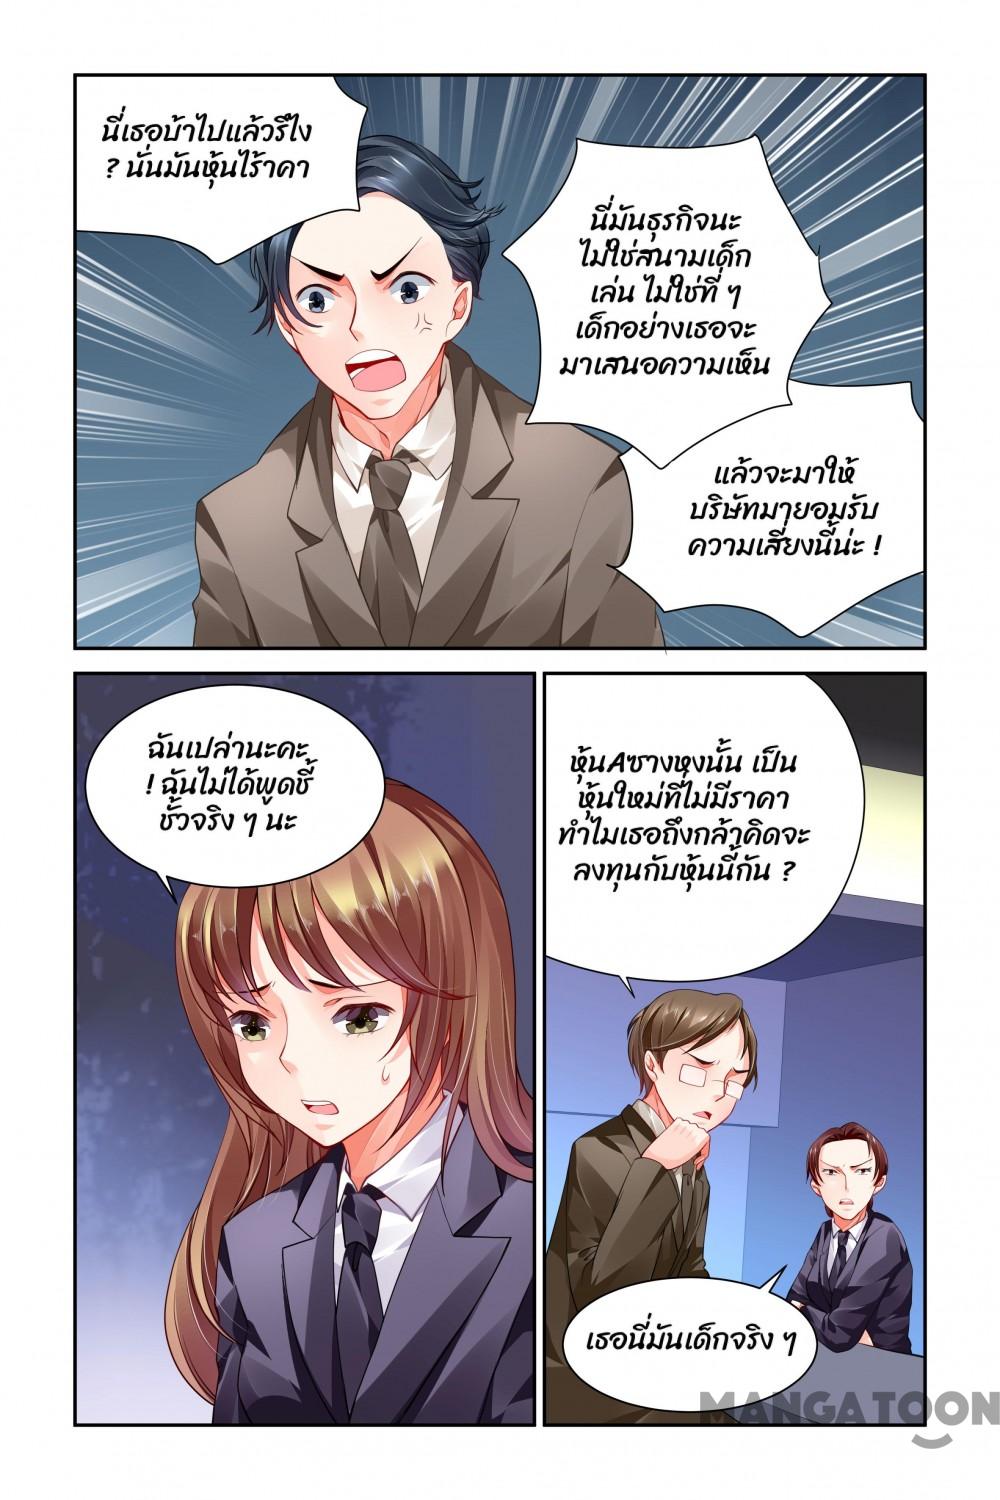 นี่เธอบ้าไปแล้วรึไง
? นั่นมันหุ้นไร้ราคา
นี่มันธุรกิจนะ
ไม่ใช่สนามเด็ก
เล่น ไม่ใช่ที่ ๆ
เด็กอย่างเธอจะ
มาเสนอความเห็น
แล้วจะมาให้
บริษัทมายอมรับ
ความเสี่ยงนี้น่ะ !
ฉันเปล่านะคะ
! ฉันไม่ได้พูดชี้
ชั้วจริง ๆ นะ
หุ้นAซางหงนั้น เป็น
หุ้นใหม่ที่ไม่มีราคา
ทำไมเธอถึงกล้าคิดจะ
ลงทุนกับหุ้นนี้กัน ?
เธอนี่มันเด็กจริง ๆ
MANGATOON